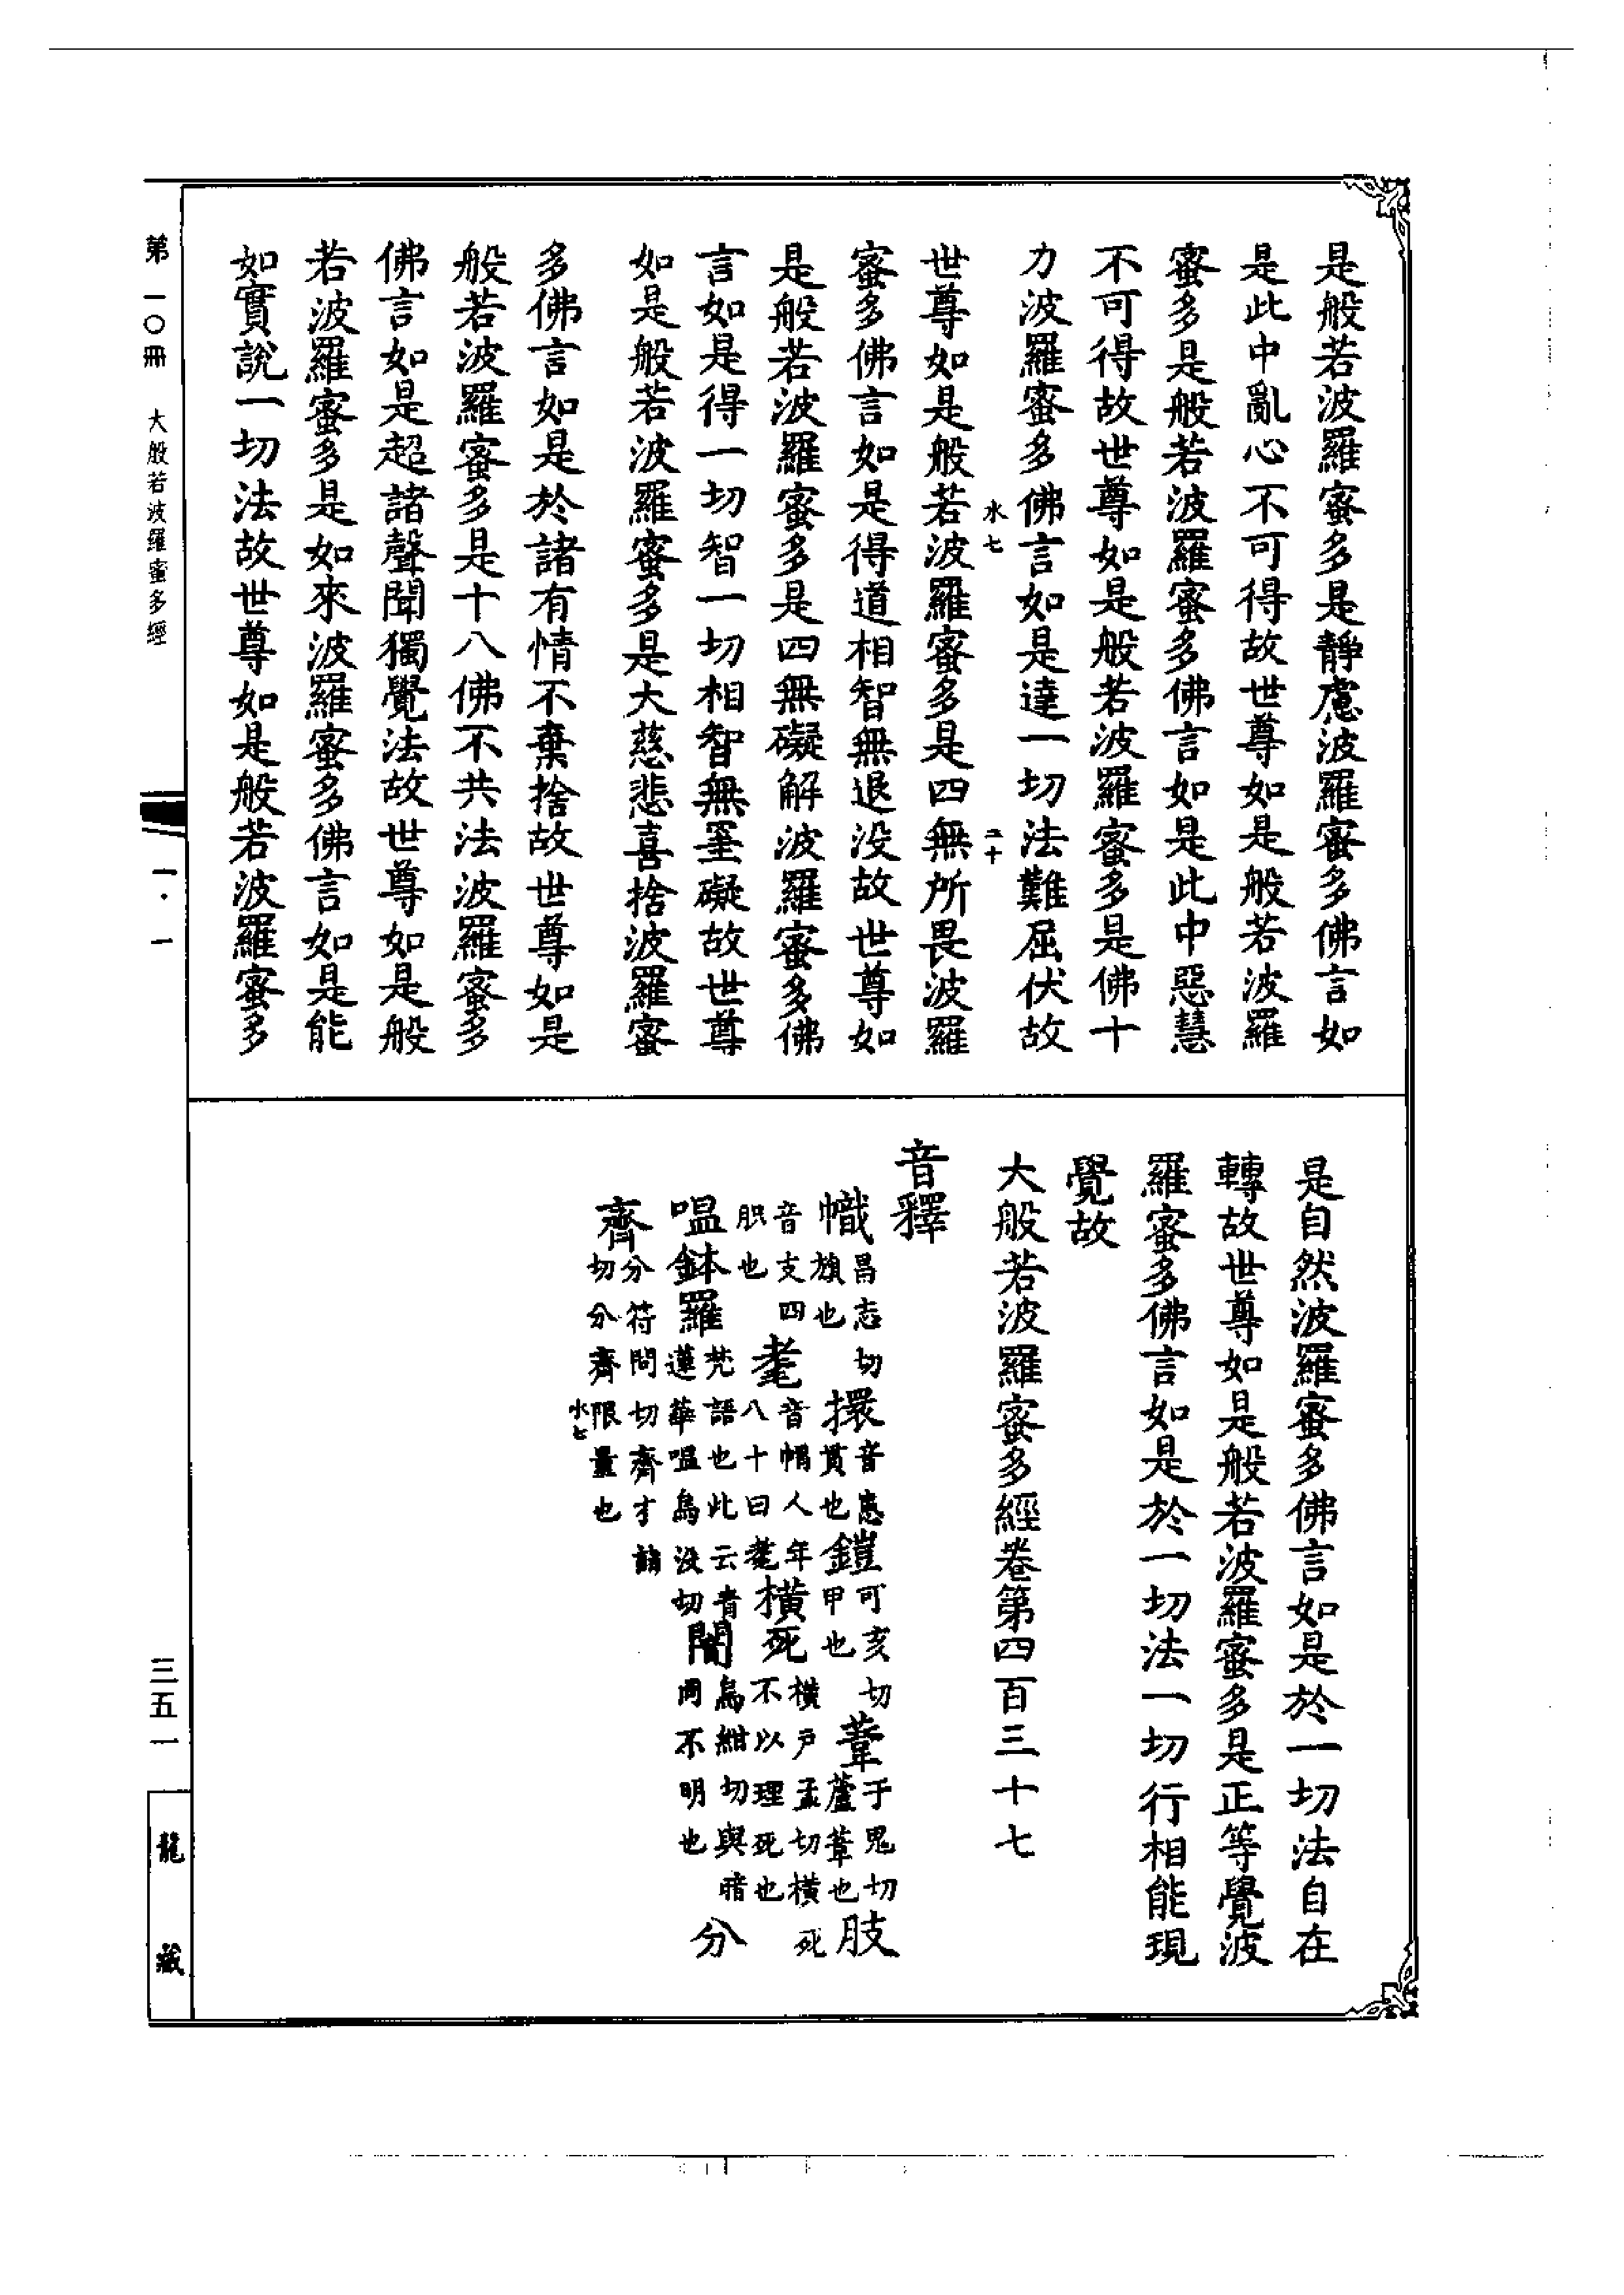 是般若波羅蜜多是靜慮波羅蜜多佛言如
是此中亂心不可得故世尊如是般若波羅
蜜多是般若波羅蜜多佛言如是此中惡慧
不可得故世尊如是般若波羅蜜多是佛十
力波羅蜜多佛言如是達一切法難屈伏故
水七
二十
世尊如是般若波羅蜜多是四無所畏波羅
蜜多佛言如是得道相智無退没故世尊如
是般若波羅蜜多是四無礙解波羅蜜多佛
言如是得一切智一切相智無罣礙故世尊
如是般若波羅蜜多是大慈悲喜捨波羅蜜
多佛言如是於諸有情不棄捨故世尊如是
般若波羅蜜多是十八佛不共法波羅蜜多
佛言如是超諸聲聞獨覺法故世尊如是般
若波羅蜜多是如來波羅蜜多佛言如是能
如實說一切法故世尊如是般若波羅蜜多
是自然波羅蜜多佛言如是於一切法自在
轉故世尊如是般若波羅蜜多是正等覺波
羅蜜多佛言如是於一切法一切行相能現
覺故
大般若波羅蜜多經卷第四百三十七
音釋
幟昌志切旗也 擐音患貫也 鎧可亥切甲也 葦于鬼切蘆葦也 肢
音支四胑也 耄音帽人年八十曰耄 橫死橫戶孟切橫死不以理死也
嗢鉢羅梵語也此云青蓮華嗢烏没切 闇烏紺切與暗同不明也 分
齊分符問切齊才詣切分齊限量也
水七
第一〇冊 大般若波羅蜜多經
一·一
三五一
龍藏